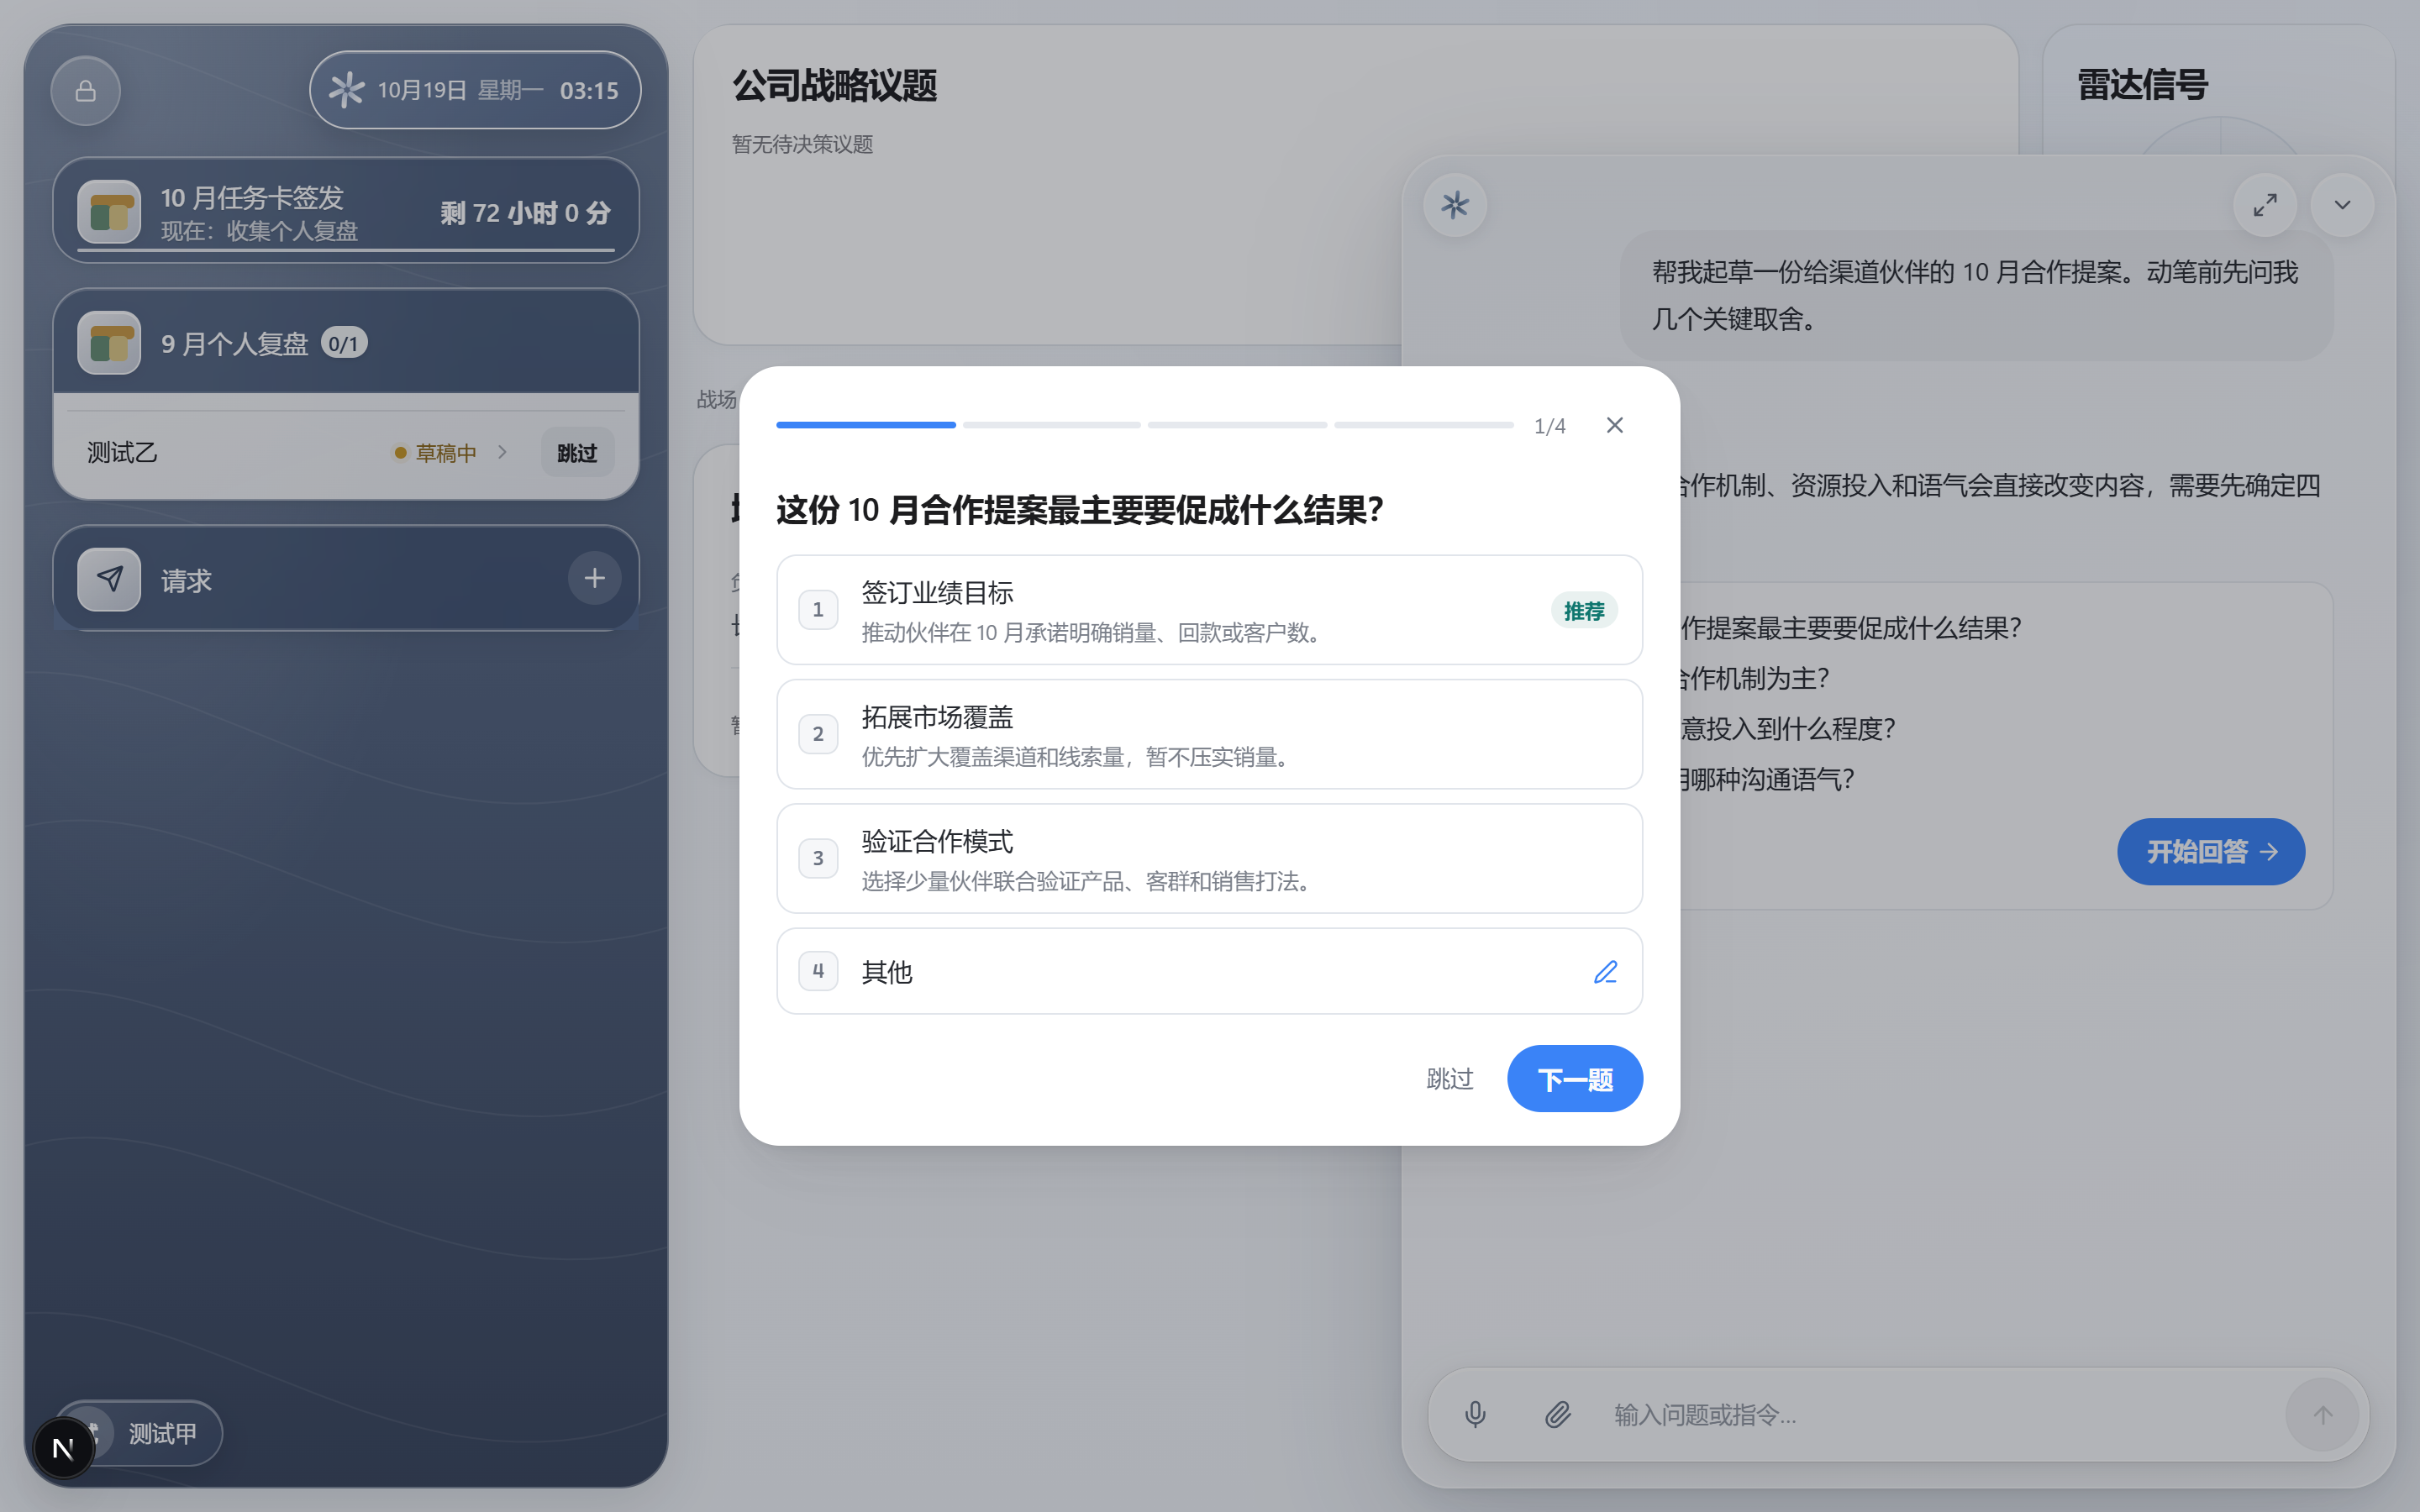 10月19日 星期一 03:15
10 月任务卡签发
现在：收集个人复盘
剩 72 小时 0 分
9 月个人复盘 0/1
测试乙
草稿中
跳过
请求
测试甲
N
公司战略议题
暂无待决策议题
战场
雷达信号
帮我起草一份给渠道伙伴的 10 月合作提案。动笔前先问我
几个关键取舍。
合作机制、资源投入和语气会直接改变内容，需要先确定四
作提案最主要要促成什么结果？
合作机制为主？
意投入到什么程度？
用哪种沟通语气？
开始回答
输入问题或指令...
1/4
这份 10 月合作提案最主要要促成什么结果？
1
签订业绩目标
推动伙伴在 10 月承诺明确销量、回款或客户数。
推荐
2
拓展市场覆盖
优先扩大覆盖渠道和线索量，暂不压实销量。
3
验证合作模式
选择少量伙伴联合验证产品、客群和销售打法。
4
其他
跳过
下一题